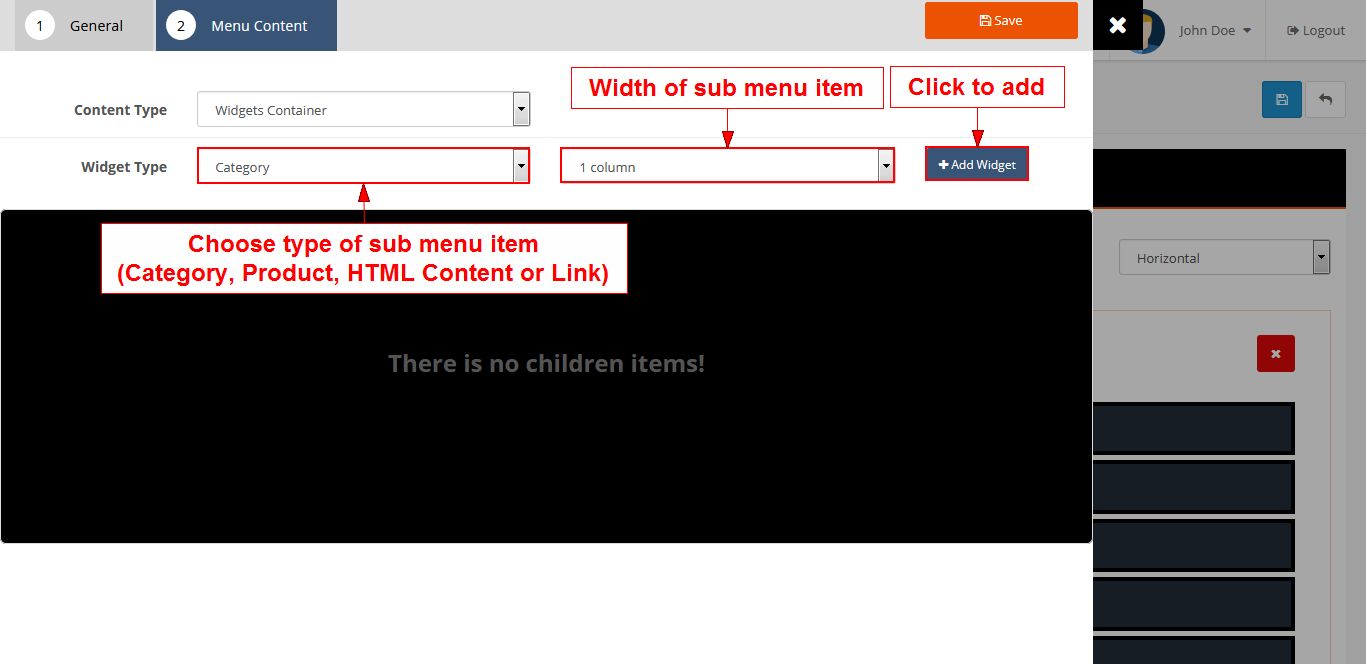 1 General
2 Menu Content
Save
John Doe
Logout
Width of sub menu item
Click to add
Content Type
Widgets Container
Widget Type
Category
1 column
Add Widget
Choose type of sub menu item
(Category, Product, HTML Content or Link)
Horizontal
There is no children items!